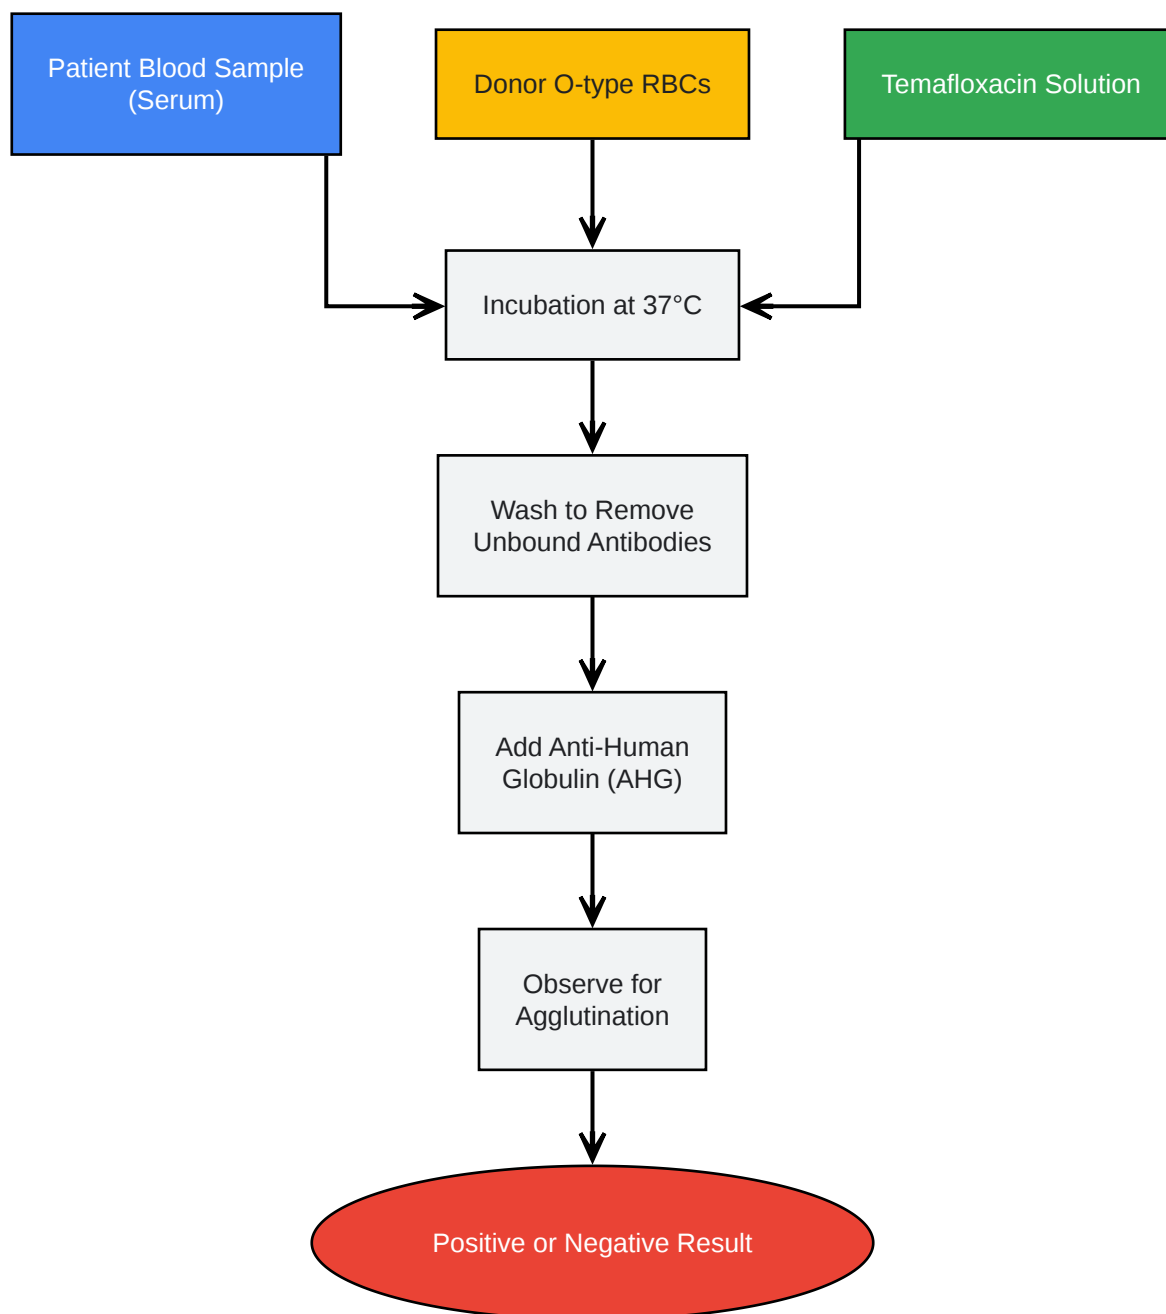 Patient Blood Sample
(Serum)
Donor O-type RBCs
Temafloxacin Solution
Incubation at 37°C
Wash to Remove
Unbound Antibodies
Add Anti-Human
Globulin (AHG)
Observe for
Agglutination
Positive or Negative Result